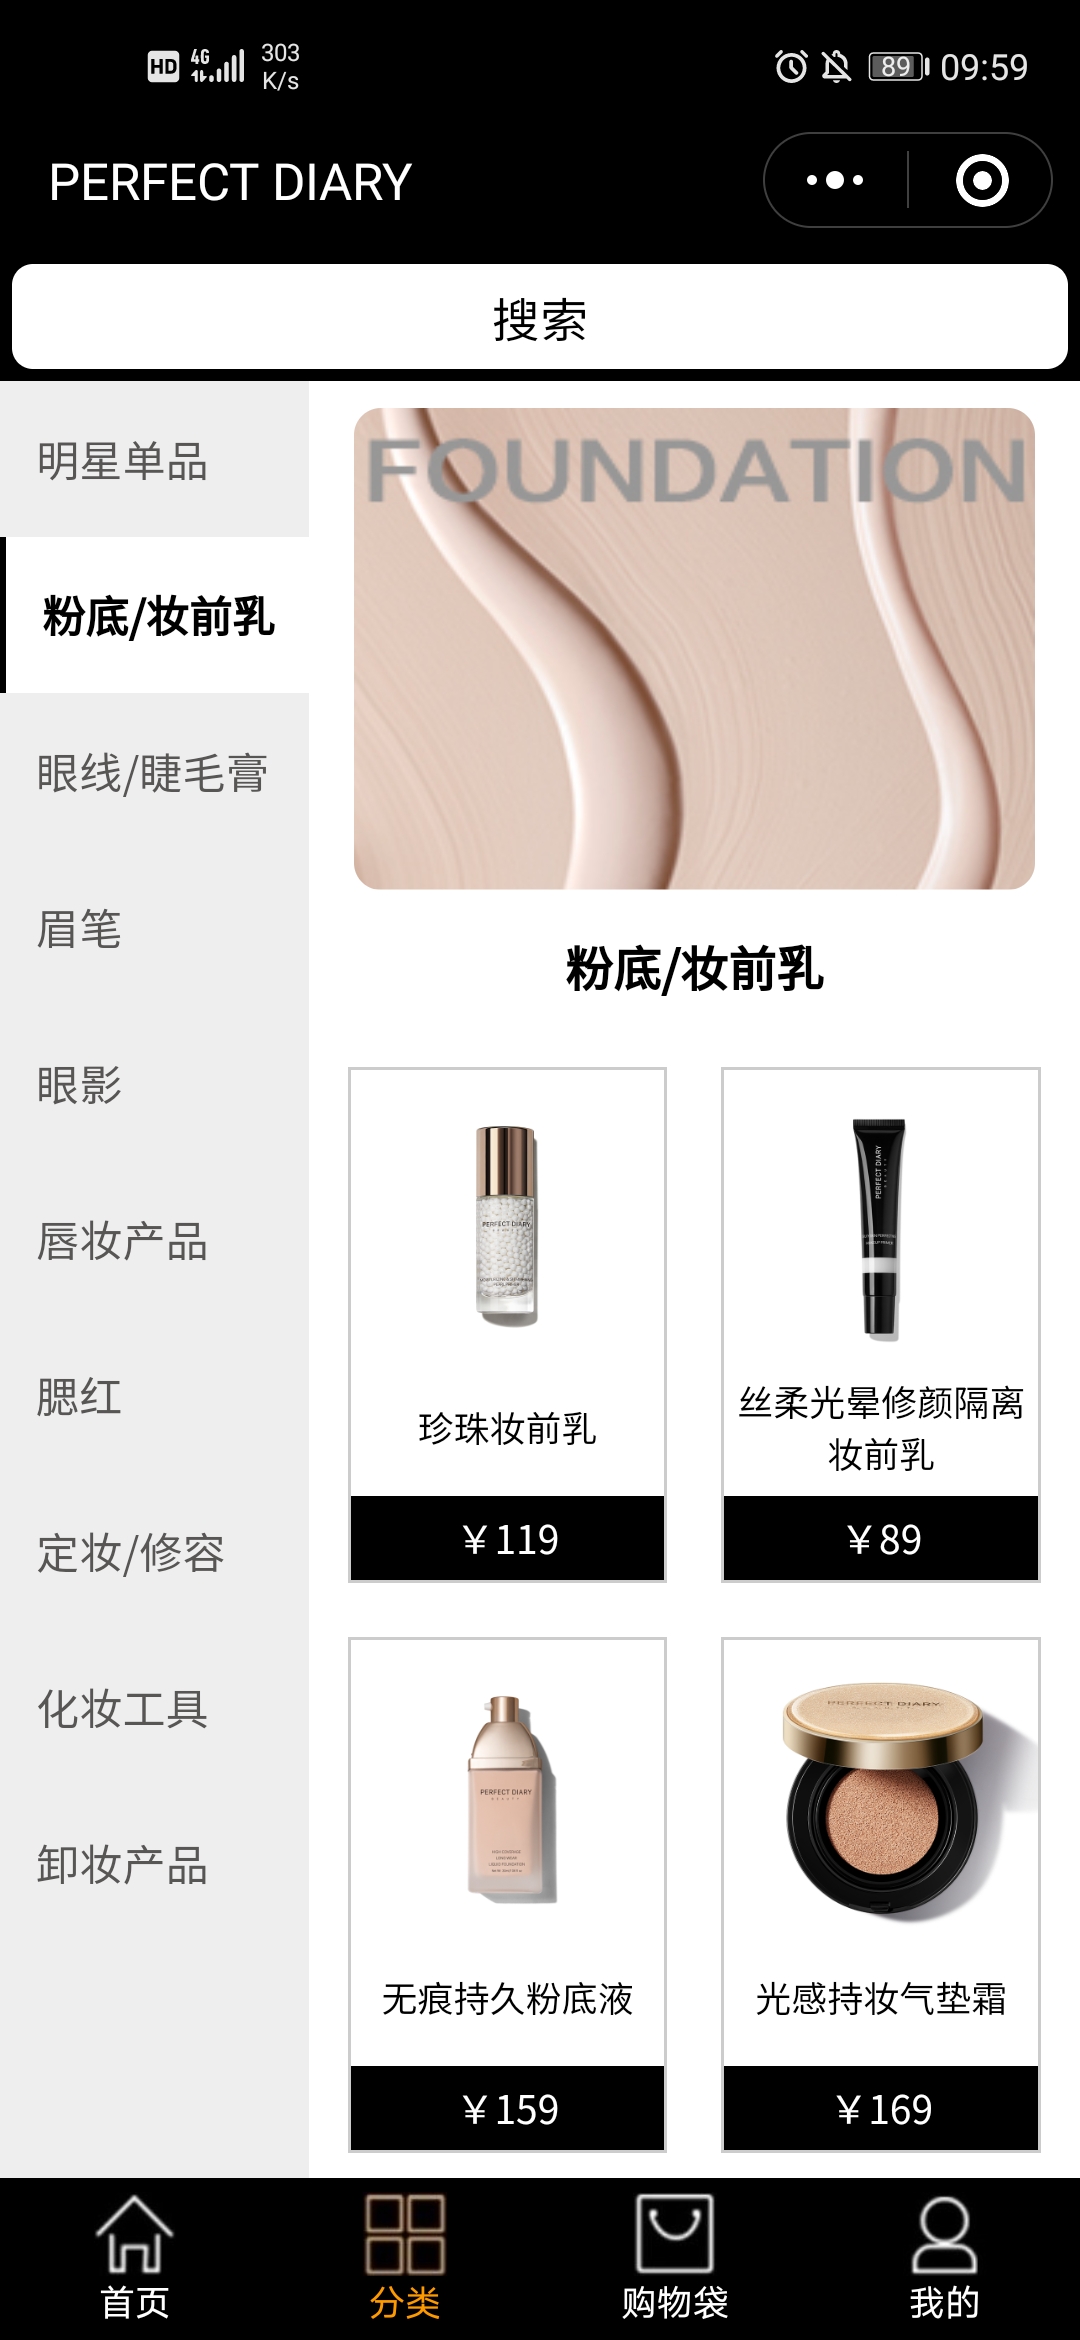 HD 4G 303 K/s 89 09:59
PERFECT DIARY
搜索
明星单品
粉底/妆前乳
眼线/睫毛膏
眉笔
眼影
唇妆产品
腮红
定妆/修容
化妆工具
卸妆产品
FOUNDATION
粉底/妆前乳
PERFECT DIARY
珍珠妆前乳
￥119
PERFECT DIARY
BEAUTY
丝柔光晕修颜隔离
妆前乳
￥89
PERFECT DIARY
BEAUTY
无痕持久粉底液
￥159
PERFECT DIARY
光感持妆气垫霜
￥169
首页
分类
购物袋
我的